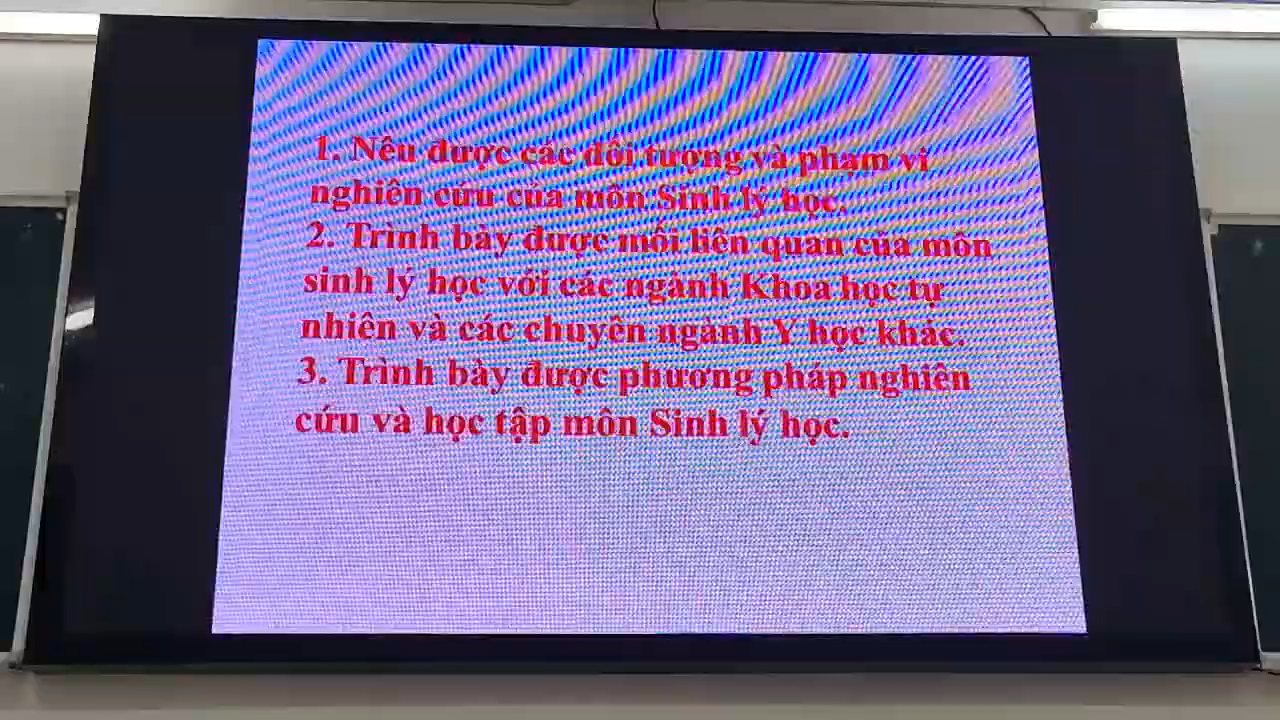 1. Nêu được các đối tượng và phạm vi
nghiên cứu của môn Sinh lý học.
2. Trình bày được mối liên quan của môn
sinh lý học với các ngành Khoa học tự
nhiên và các chuyên ngành Y học khác.
3. Trình bày được phương pháp nghiên
cứu và học tập môn Sinh lý học.